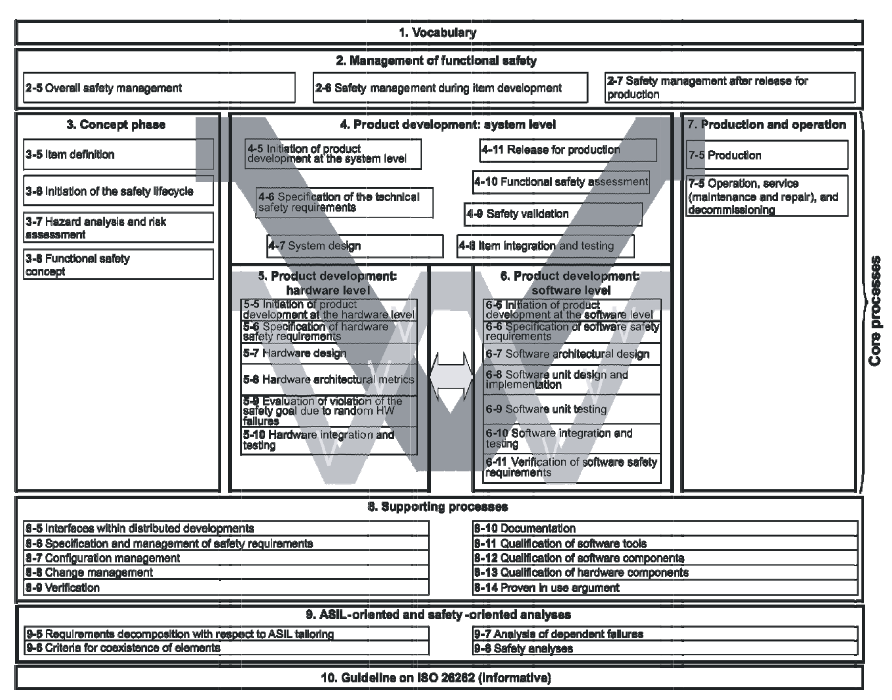 1. Vocabulary
2. Management of functional safety
2-5 Overall safety management
2-6 Safety management during item development
2-7 Safety management after release for
production
3. Concept phase
3-5 Item definition
3-6 Initiation of the safety lifecycle
3-7 Hazard analysis and risk
assessment
3-8 Functional safety
concept
4. Product development: system level
4-5 Initiation of product
development at the system level
4-6 Specification of the technical
safety requirements
4-7 System design
4-11 Release for production
4-10 Functional safety assessment
4-9 Safety validation
4-8 Item integration and testing
7. Production and operation
7-5 Production
7-5 Operation, service
(maintenance and repair), and
decommissioning
Core processes
5. Product development:
hardware level
5-5 Initiation of product
development at the hardware level
5-6 Specification of hardware
safety requirements
5-7 Hardware design
5-8 Hardware architectural metrics
5-9 Evaluation of violation of the
safety goal due to random HW
failures
5-10 Hardware integration and
testing
6. Product development:
software level
6-5 Initiation of product
development at the software level
6-6 Specification of software safety
requirements
6-7 Software architectural design
6-8 Software unit design and
implementation
6-9 Software unit testing
6-10 Software integration and
testing
6-11 Verification of software safety
requirements
8. Supporting processes
8-5 Interfaces within distributed developments
8-6 Specification and management of safety requirements
8-7 Configuration management
8-8 Change management
8-9 Verification
8-10 Documentation
8-11 Qualification of software tools
8-12 Qualification of software components
8-13 Qualification of hardware components
8-14 Proven in use argument
9. ASIL-oriented and safety-oriented analyses
9-5 Requirements decomposition with respect to ASIL tailoring
9-6 Criteria for coexistence of elements
9-7 Analysis of dependent failures
9-8 Safety analyses
10. Guideline on ISO 26262 (informative)